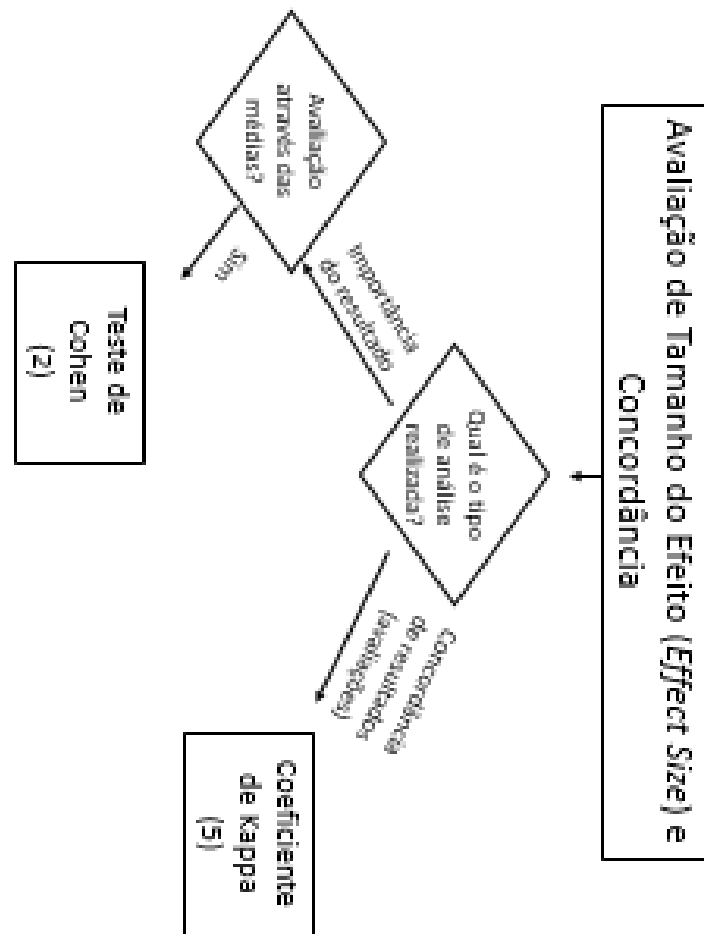 Avaliação de Tamanho do Efeito (Effect Size) e
Concordância
Qual é o tipo
de análise
realizada?
Importância
do resultado
Concordância
de resultados
(avaliações)
Avaliação
através das
médias?
Sim
Teste de
Cohen
(2)
Coeficiente
de Kappa
(5)